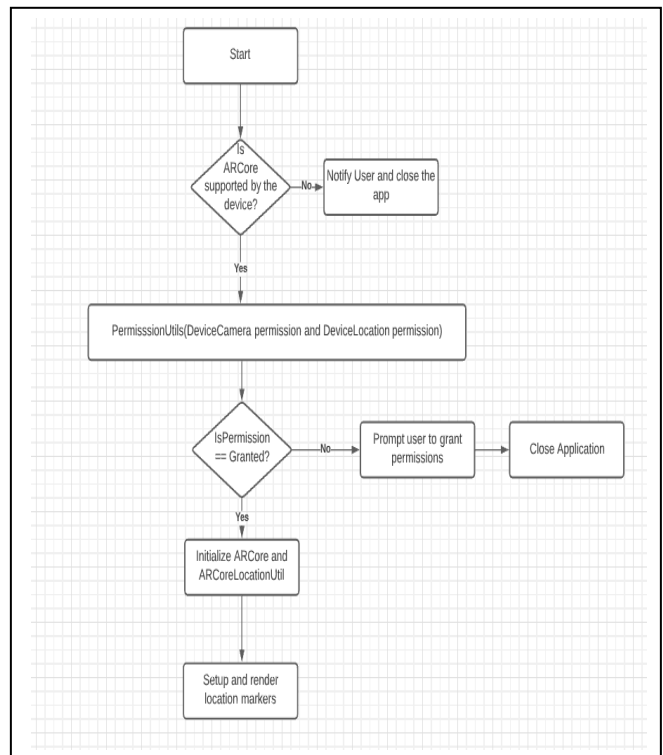 Start
Is
ARCore
supported by the
device?
No
Notify User and close the
app
Yes
PermisssionUtils(DeviceCamera permission and DeviceLocation permission)
IsPermission
== Granted?
No
Prompt user to grant
permissions
Close Application
Yes
Initialize ARCore and
ARCoreLocationUtil
Setup and render
location markers